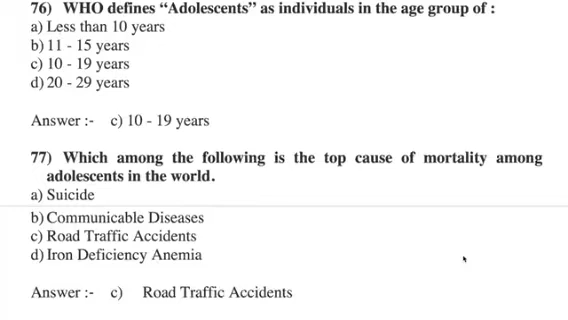 76) WHO defines “Adolescents” as individuals in the age group of :
a) Less than 10 years
b) 11 - 15 years
c) 10 - 19 years
d) 20 - 29 years
Answer :- c) 10 - 19 years
77) Which among the following is the top cause of mortality among
adolescents in the world.
a) Suicide
b) Communicable Diseases
c) Road Traffic Accidents
d) Iron Deficiency Anemia
Answer :- c) Road Traffic Accidents